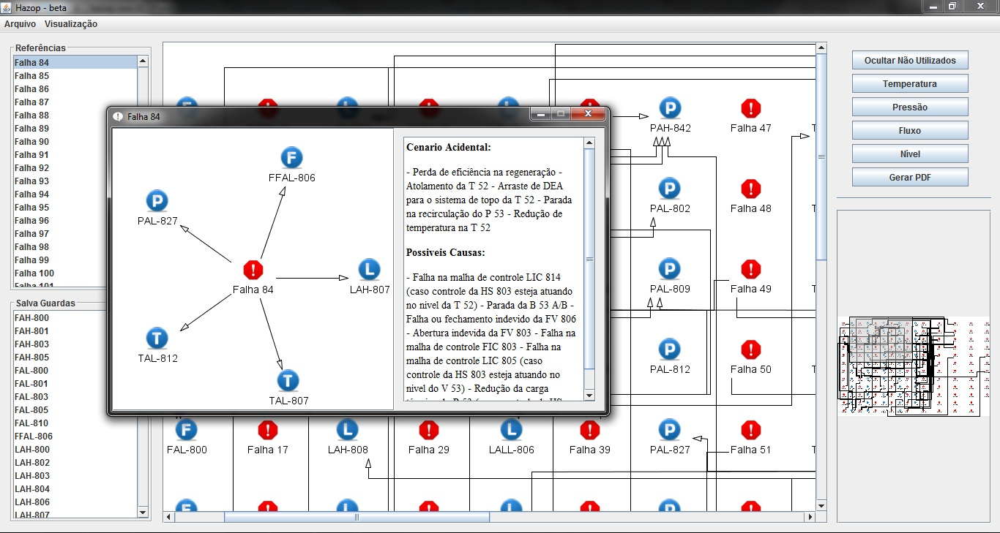 Hazop - beta
Arquivo Visualização
Referências
Falha 84
Falha 85
Falha 86
Falha 87
Falha 88
Falha 89
Falha 90
Falha 91
Falha 92
Falha 93
Falha 94
Falha 95
Falha 96
Falha 97
Falha 98
Falha 99
Falha 100
Falha 101
Salva Guardas
FAH-800
FAH-801
FAH-803
FAH-805
FAL-800
FAL-801
FAL-803
FAL-805
FAL-810
FFAL-806
LAH-800
LAH-802
LAH-803
LAH-804
LAH-806
LAH-807
Falha 84
F
FFAL-806
P
PAL-827
!
Falha 84
L
LAH-807
T
TAL-812
T
TAL-807
Cenario Acidental:
- Perda de eficiência na regeneração -
Atolamento da T 52 - Arraste de DEA
para o sistema de topo da T 52 - Parada
na recirculação do P 53 - Redução de
temperatura na T 52
Possiveis Causas:
- Falha na malha de controle LIC 814
(caso controle da HS 803 esteja atuando
no nivel da T 52) - Parada da B 53 A/B -
Falha ou fechamento indevido da FV 806
- Abertura indevida da FV 803 - Falha na
malha de controle FIC 803 - Falha na
malha de controle LIC 805 (caso
controle da HS 803 esteja atuando no
nivel do V 53) - Redução da carga
P PAH-842
! Falha 47
P PAL-802
! Falha 48
P PAL-809
! Falha 49
P PAL-812
! Falha 50
F FAL-800
! Falha 17
L LAH-808
! Falha 29
L LALL-806
! Falha 39
P PAL-827
! Falha 51
Ocultar Não Utilizados
Temperatura
Pressão
Fluxo
Nível
Gerar PDF